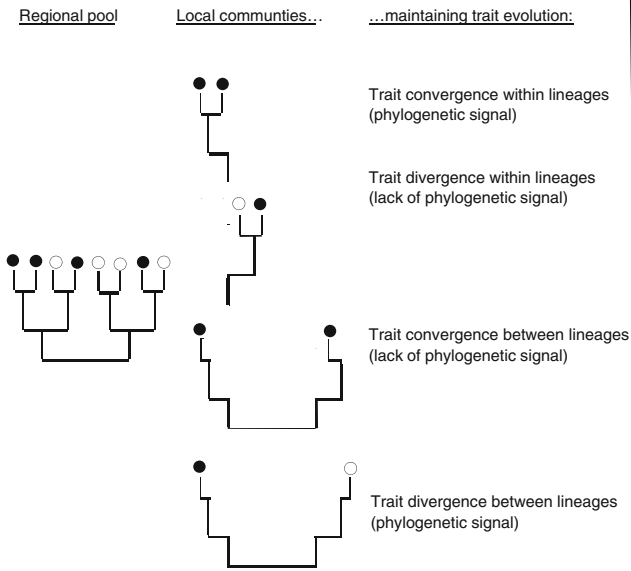 Regional pool
Local communties…
…maintaining trait evolution:
Trait convergence within lineages
(phylogenetic signal)
Trait divergence within lineages
(lack of phylogenetic signal)
Trait convergence between lineages
(lack of phylogenetic signal)
Trait divergence between lineages
(phylogenetic signal)